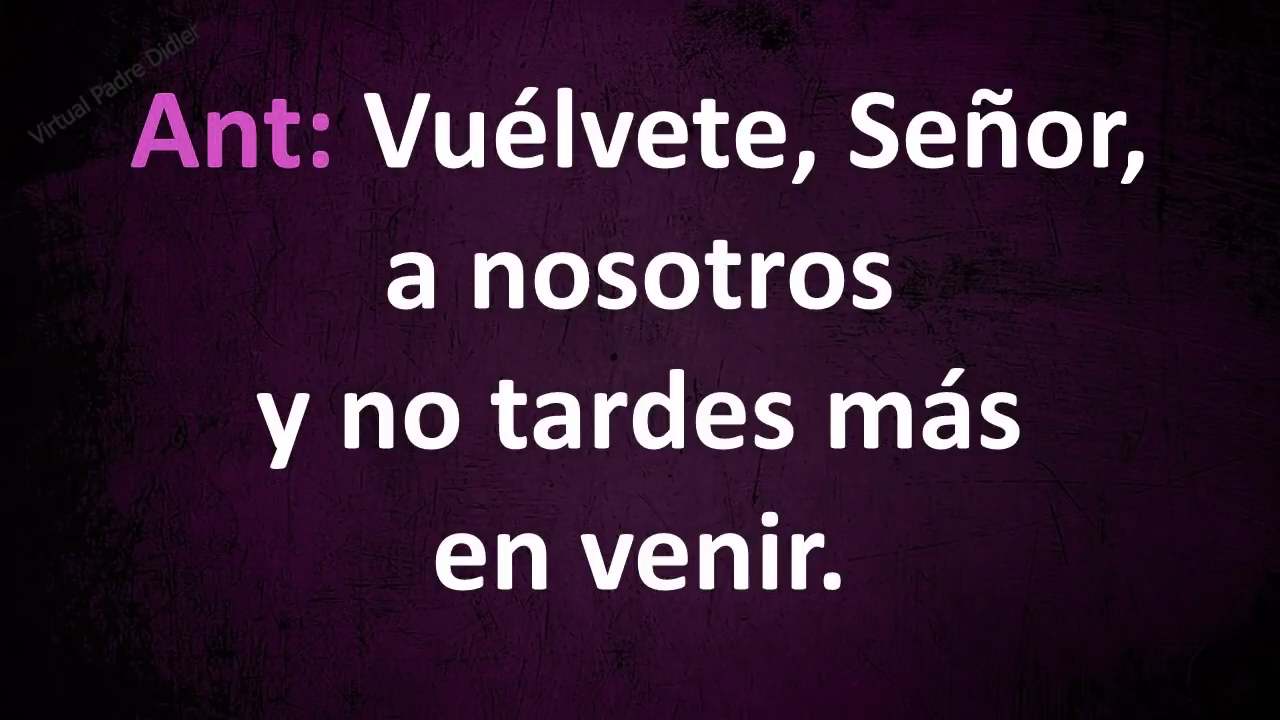 Virtual Padre Didier
Ant: Vuélvete, Señor,
a nosotros
y no tardes más
en venir.